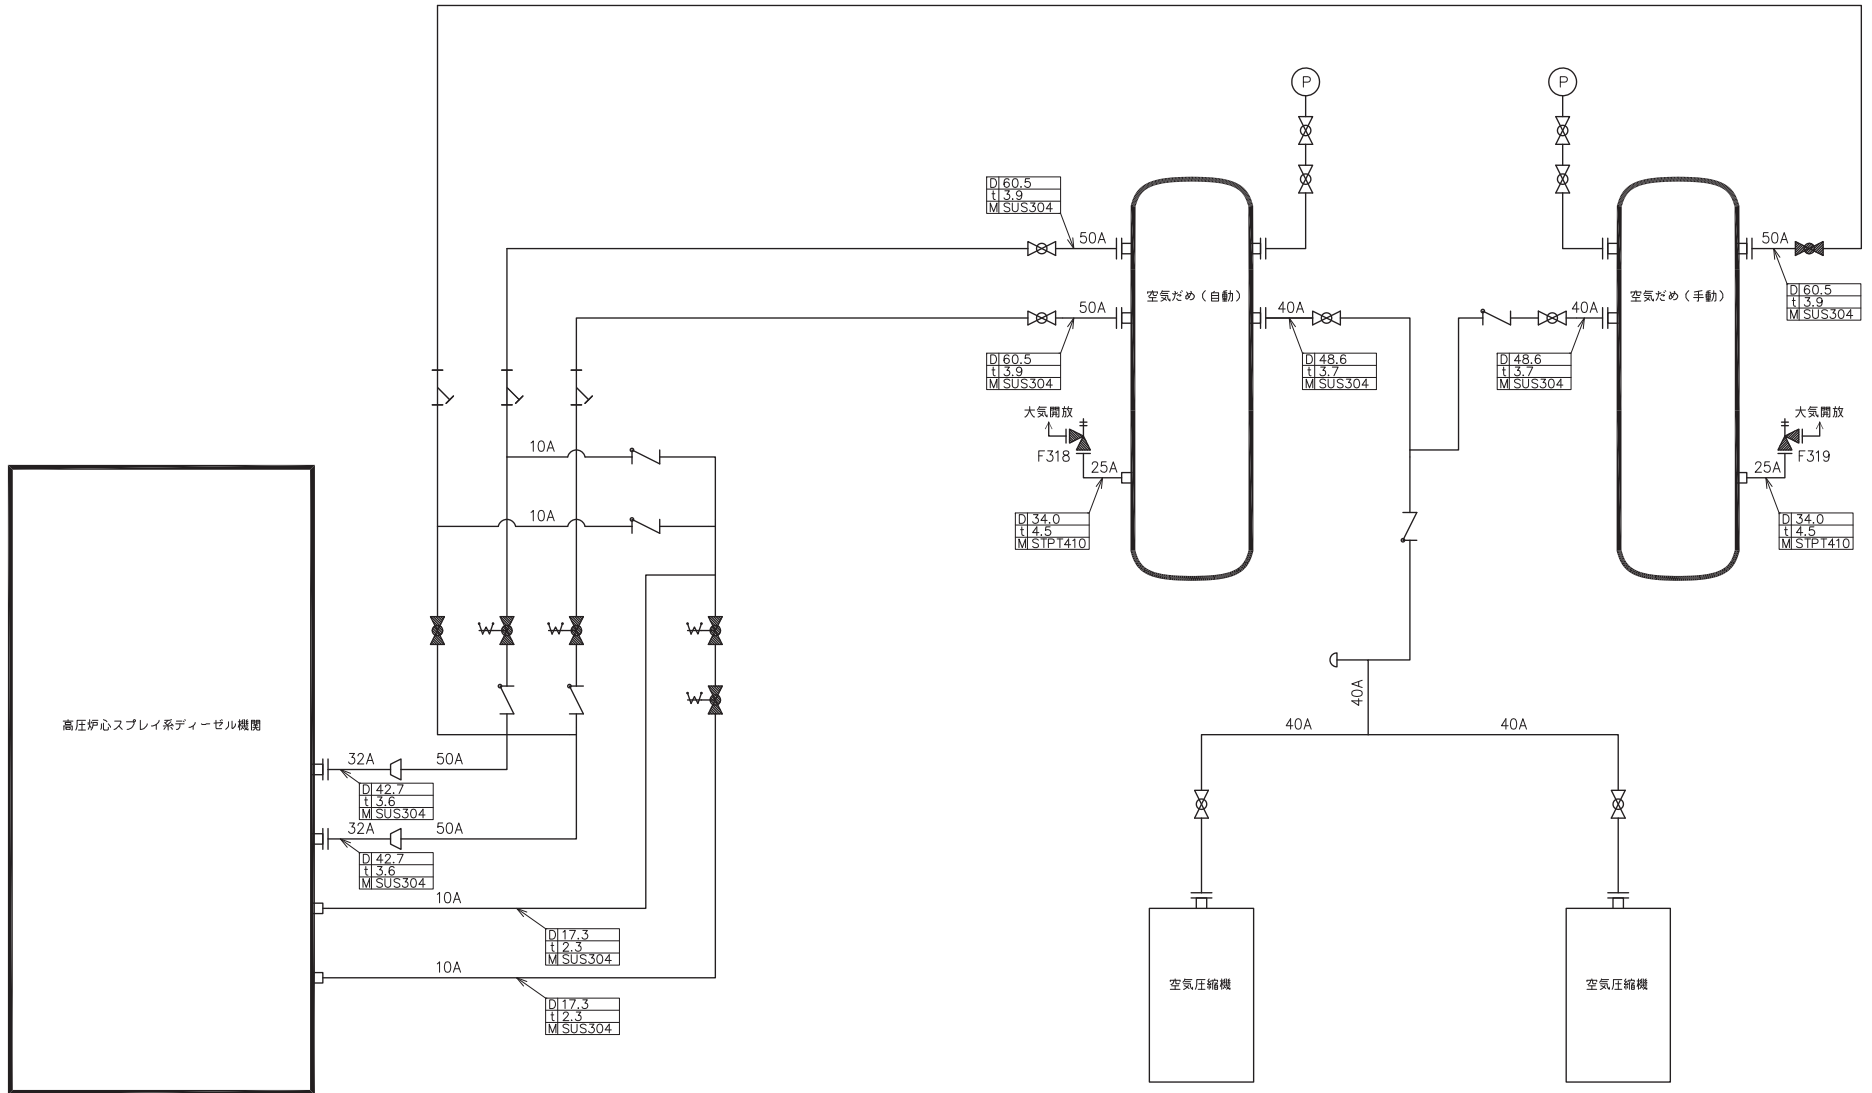 P
P
D 60.5
t 3.9
M SUS304
50A
50A
空気だめ（自動）
空気だめ（手動）
D 60.5
t 3.9
M SUS304
50A
40A
40A
D 60.5
t 3.9
M SUS304
D 48.6
t 3.7
M SUS304
D 48.6
t 3.7
M SUS304
大気開放
大気開放
10A
F318
F319
25A
25A
10A
D 34.0
t 4.5
M STPT410
D 34.0
t 4.5
M STPT410
40A
高圧炉心スプレイ系ディーゼル機関
40A
40A
32A
50A
D 42.7
t 3.6
M SUS304
32A
50A
D 42.7
t 3.6
M SUS304
10A
D 17.3
t 2.3
M SUS304
10A
空気圧縮機
空気圧縮機
D 17.3
t 2.3
M SUS304